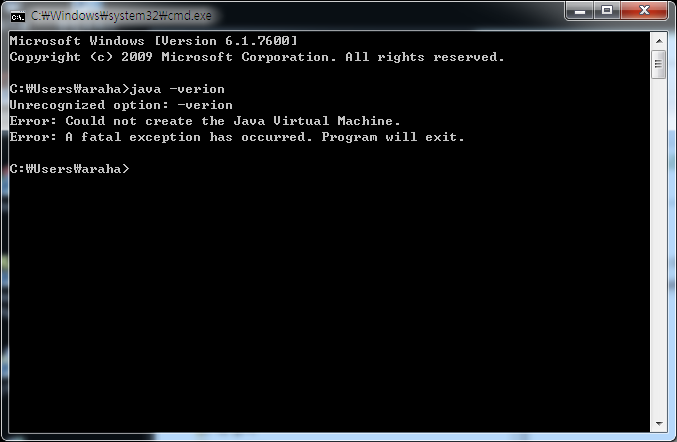 C:₩Windows₩system32₩cmd.exe
Microsoft Windows [Version 6.1.7600]
Copyright (c) 2009 Microsoft Corporation. All rights reserved.
C:₩Users₩araha>java -verion
Unrecognized option: -verion
Error: Could not create the Java Virtual Machine.
Error: A fatal exception has occurred. Program will exit.
C:₩Users₩araha>